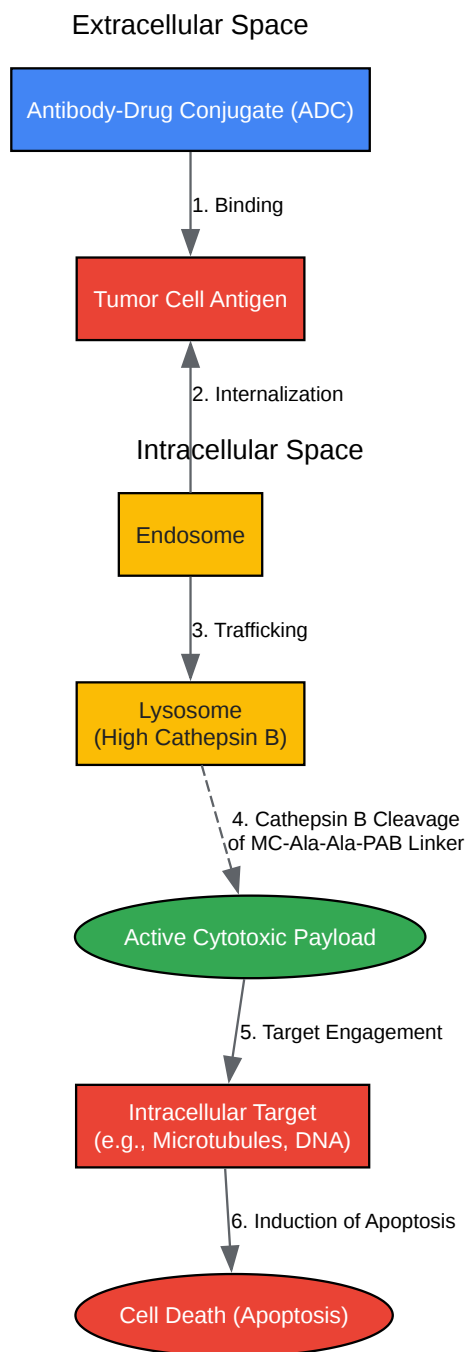 Extracellular Space
Antibody-Drug Conjugate (ADC)
1. Binding
Tumor Cell Antigen
2. Internalization
Intracellular Space
Endosome
3. Trafficking
Lysosome
(High Cathepsin B)
4. Cathepsin B Cleavage
of MC-Ala-Ala-PAB Linker
Active Cytotoxic Payload
5. Target Engagement
Intracellular Target
(e.g., Microtubules, DNA)
6. Induction of Apoptosis
Cell Death (Apoptosis)